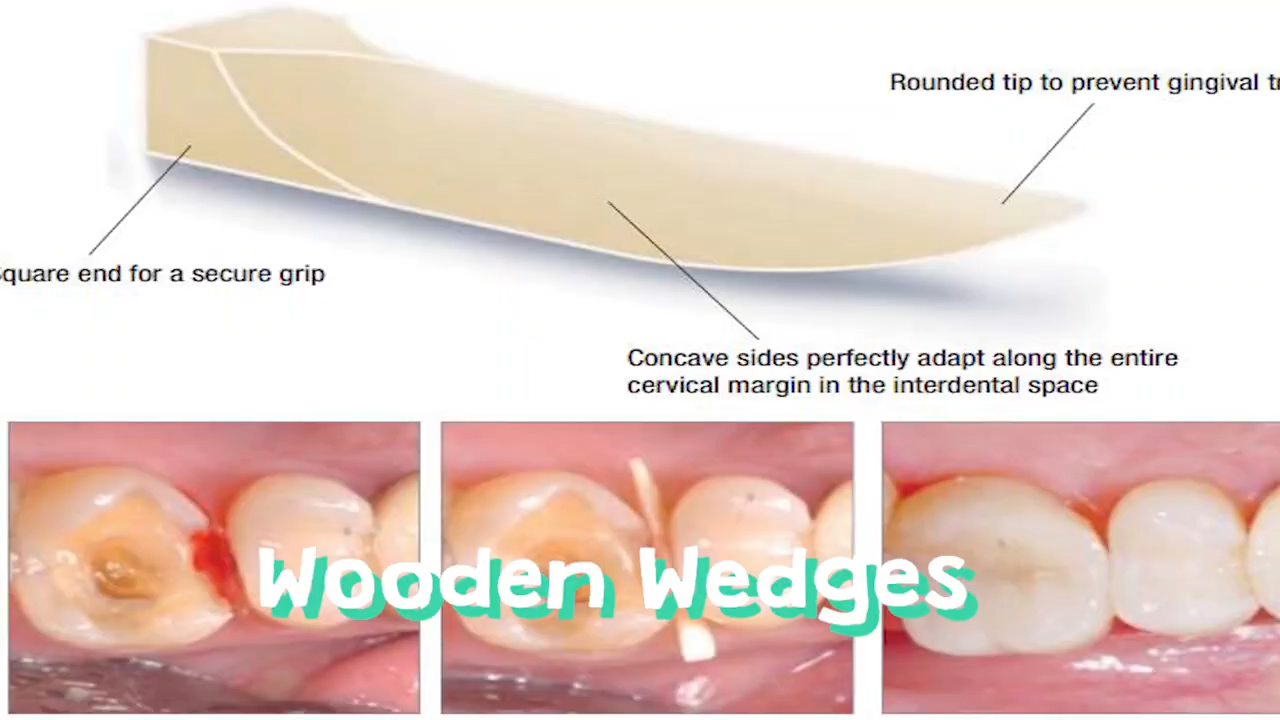 Rounded tip to prevent gingival
Square end for a secure grip
Concave sides perfectly adapt along the entire
cervical margin in the interdental space
Wooden Wedges